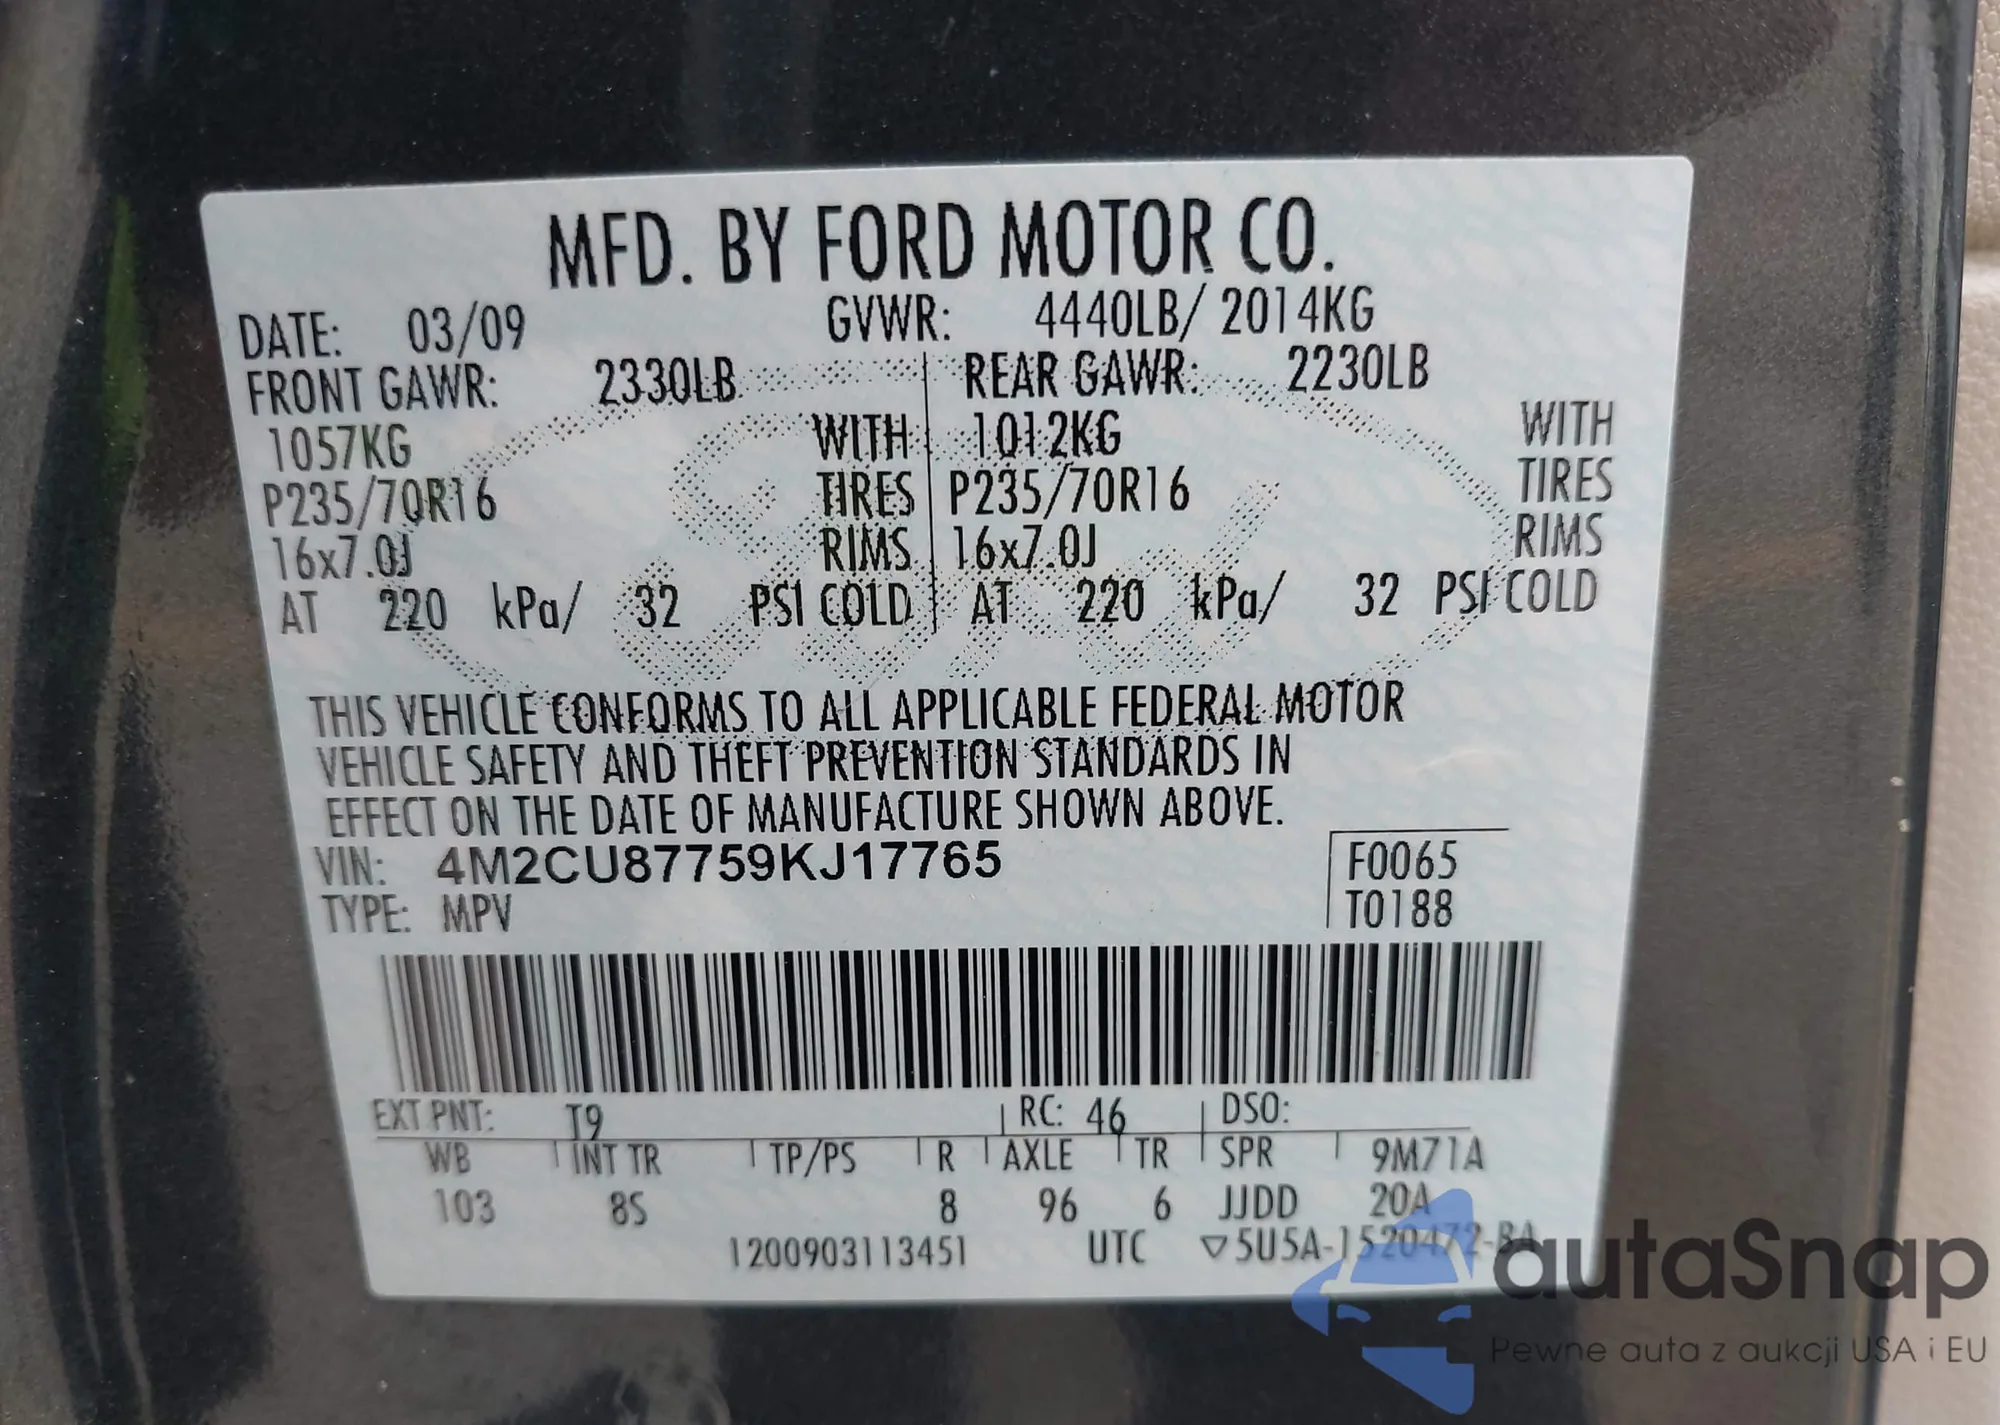 MFD. BY FORD MOTOR CO.
DATE: 03/09 GVWR: 4440LB/ 2014KG
FRONT GAWR: 2330LB REAR GAWR: 2230LB
1057KG WITH 1012KG WITH
P235/70R16 TIRES P235/70R16 TIRES
16x7.0J RIMS 16x7.0J RIMS
AT 220 kPa/ 32 PSI COLD AT 220 kPa/ 32 PSI COLD
THIS VEHICLE CONFORMS TO ALL APPLICABLE FEDERAL MOTOR
VEHICLE SAFETY AND THEFT PREVENTION STANDARDS IN
EFFECT ON THE DATE OF MANUFACTURE SHOWN ABOVE.
VIN: 4M2CU87759KJ17765 F0065
TYPE: MPV T0188
EXT PNT: T9 RC: 46 DSO:
WB INT TR TP/PS R AXLE TR SPR 9M71A
103 8S 8 96 6 JJDD 20A
1200903113451 UTC ▽5U5A-1520472-BA
autaSnap
Pewne auta z aukcji USA i EU